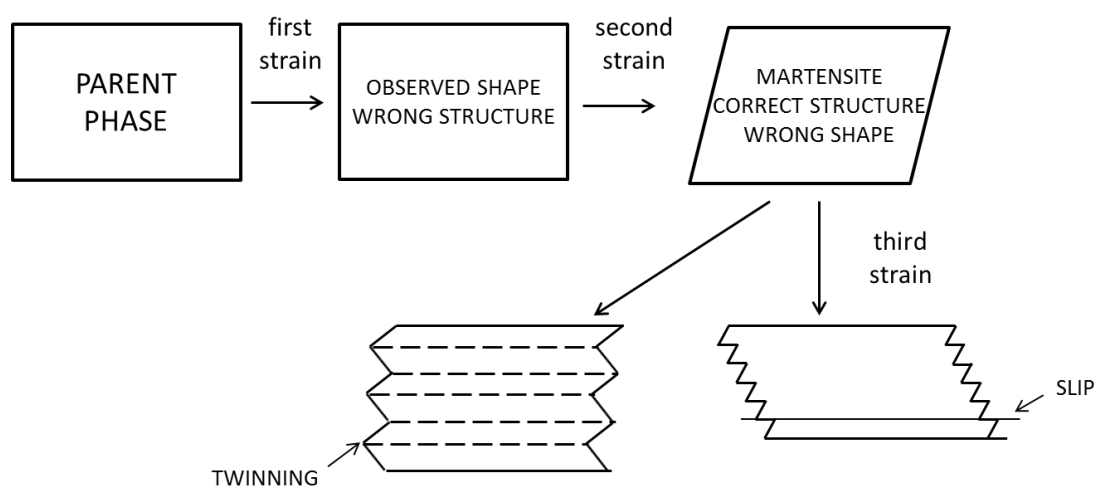 PARENT
PHASE
first
strain
OBSERVED SHAPE
WRONG STRUCTURE
second
strain
MARTENSITE
CORRECT STRUCTURE
WRONG SHAPE
third
strain
SLIP
TWINNING